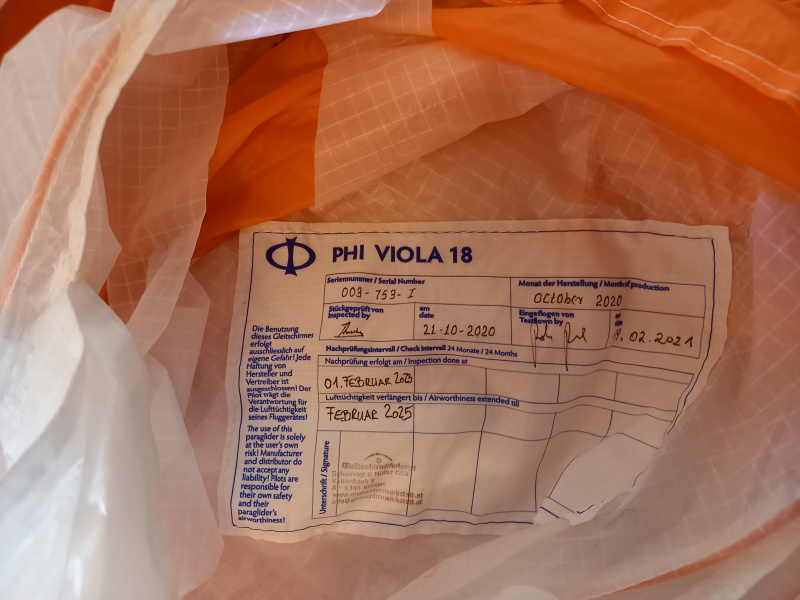 PHI VIOLA 18
Seriennummer / Serial Number
003-753-I
Monat der Herstellung / Month of production
October 2020
Stückgeprüft von
Inspected by
am
date
21-10-2020
Eingeflogen von
Testflown by
02.2021
Nachprüfungsintervall / Check Intervall 24 Monate / 24 Months
Nachprüfung erfolgt am / Inspection done at
01. FEBRUAR 2023
Lufttüchtigkeit verlängert bis / Airworthiness extended till
FEBRUAR 2025
Unterschrift / Signature
Die Benutzung
dieses Gleitschirmes
erfolgt
ausschliesslich auf
eigene Gefahr! Jede
Haftung von
Hersteller und
Vertreiber ist
ausgeschlossen! Der
Pilot trägt die
Verantwortung für
die Lufttüchtigkeit
seines Fluggerätes!
The use of this
paraglider is solely
at the user's own
risk! Manufacturer
and distributor do
not accept any
liability! Pilots are
responsible for
their own safety
and their
paraglider's
airworthiness!